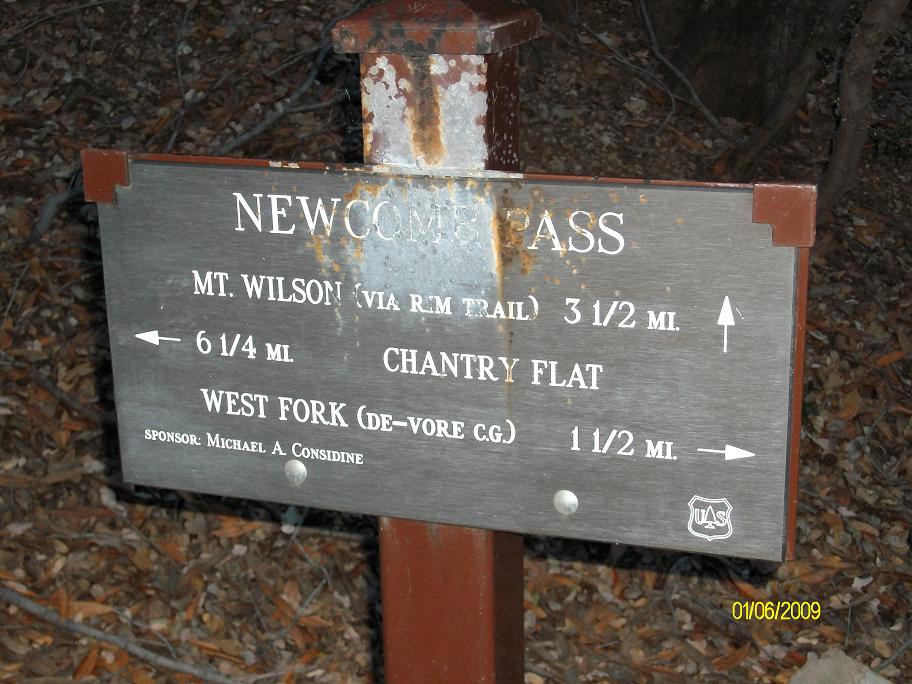 NEWCOMB PASS
MT. WILSON (VIA RIM TRAIL) 3 1/2 MI. ↑
← 6 1/4 MI. CHANTRY FLAT
WEST FORK (DE-VORE C.G.) 1 1/2 MI. →
SPONSOR: MICHAEL A. CONSIDINE
UAS
01/06/2009